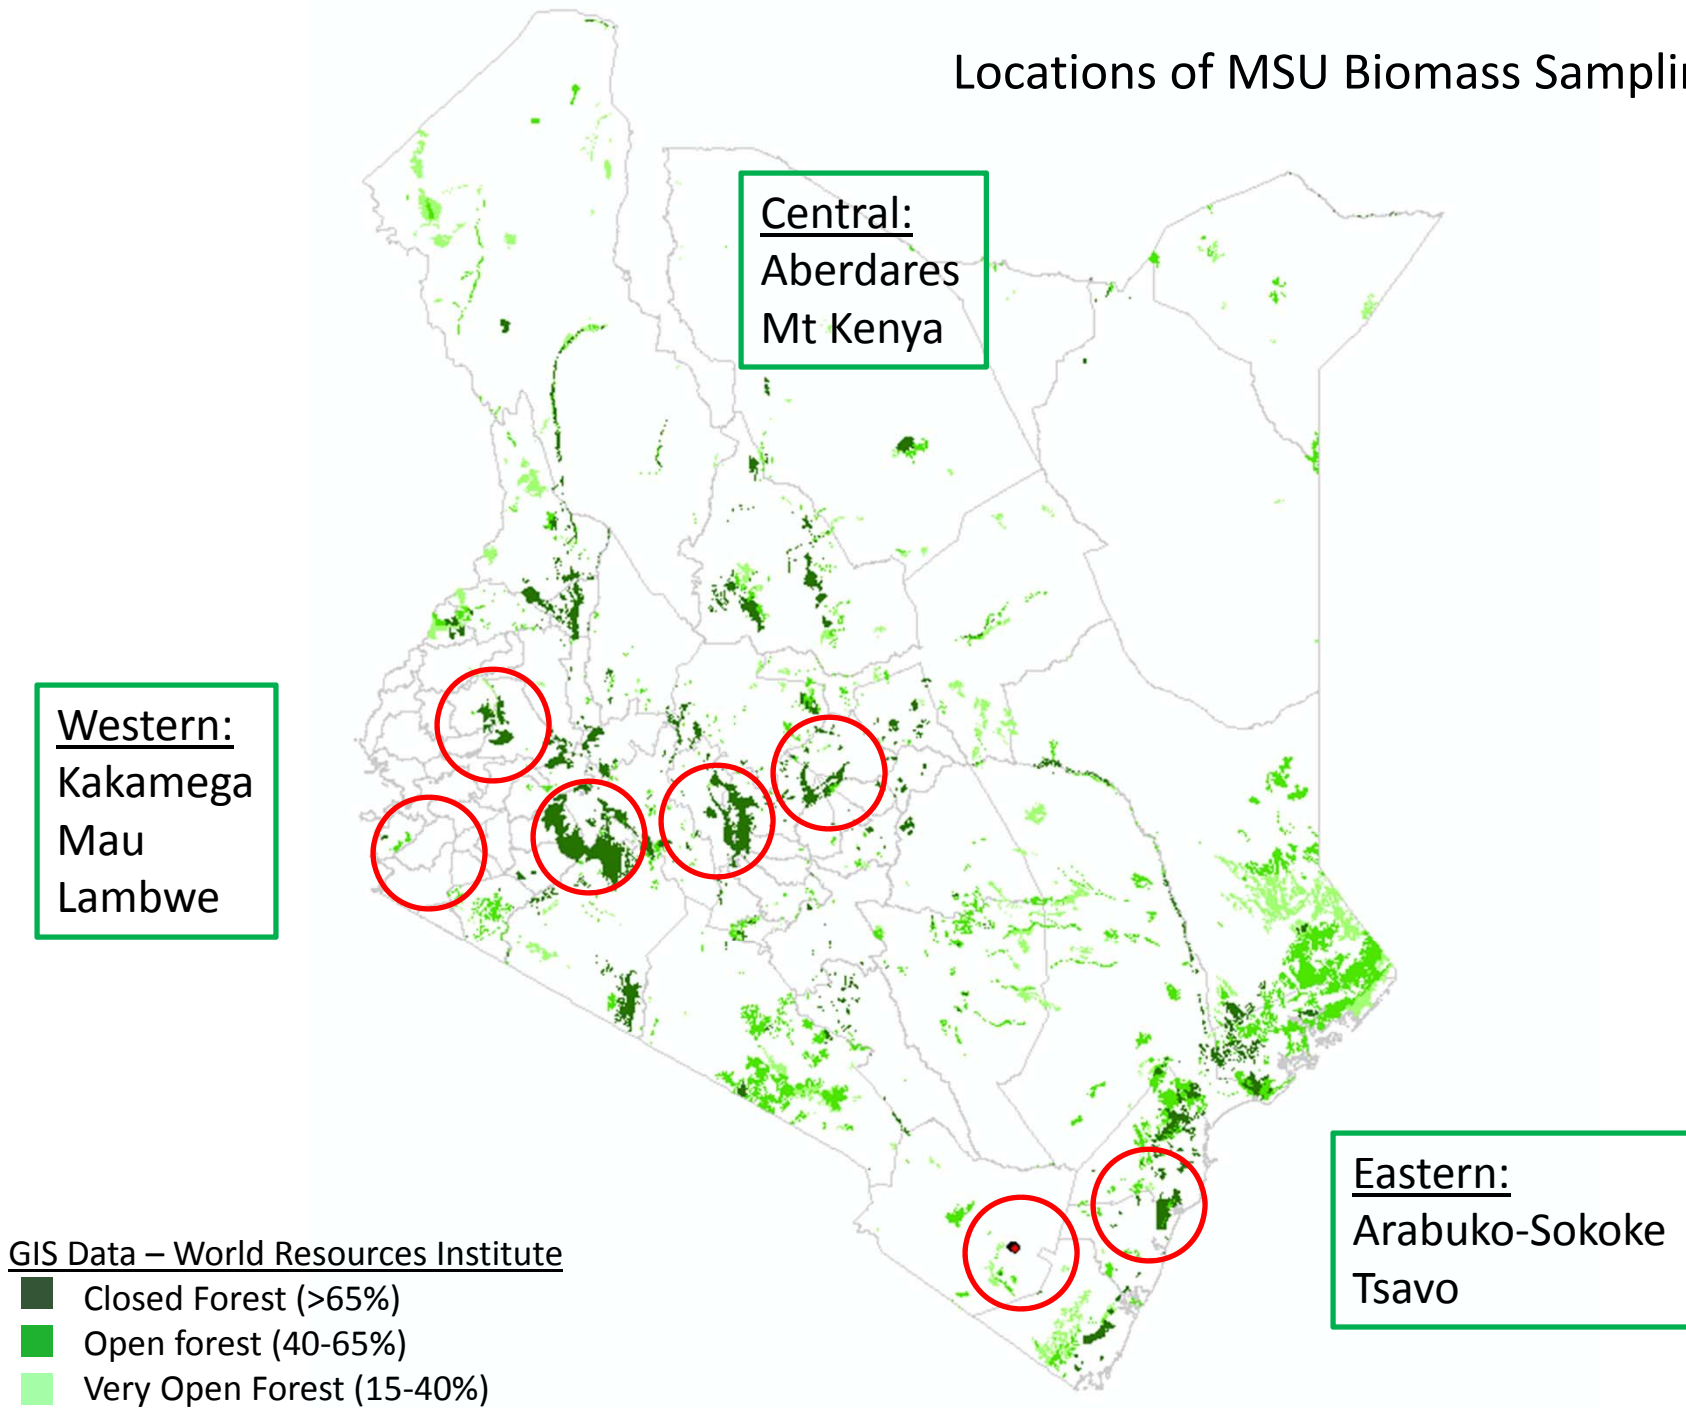 Locations of MSU Biomass
Central:
Aberdares
Mt Kenya
Western:
Kakamega
Mau
Lambwe
Eastern:
Arabuko-Sokoke
Tsavo
GIS Data – World Resources Institute
Closed Forest (>65%)
Open forest (40-65%)
Very Open Forest (15-40%)